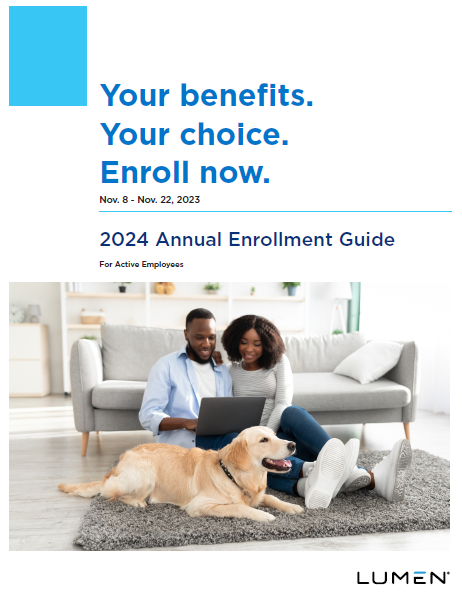 Your benefits.
Your choice.
Enroll now.
Nov. 8 - Nov. 22, 2023
2024 Annual Enrollment Guide
For Active Employees
LUMEN®